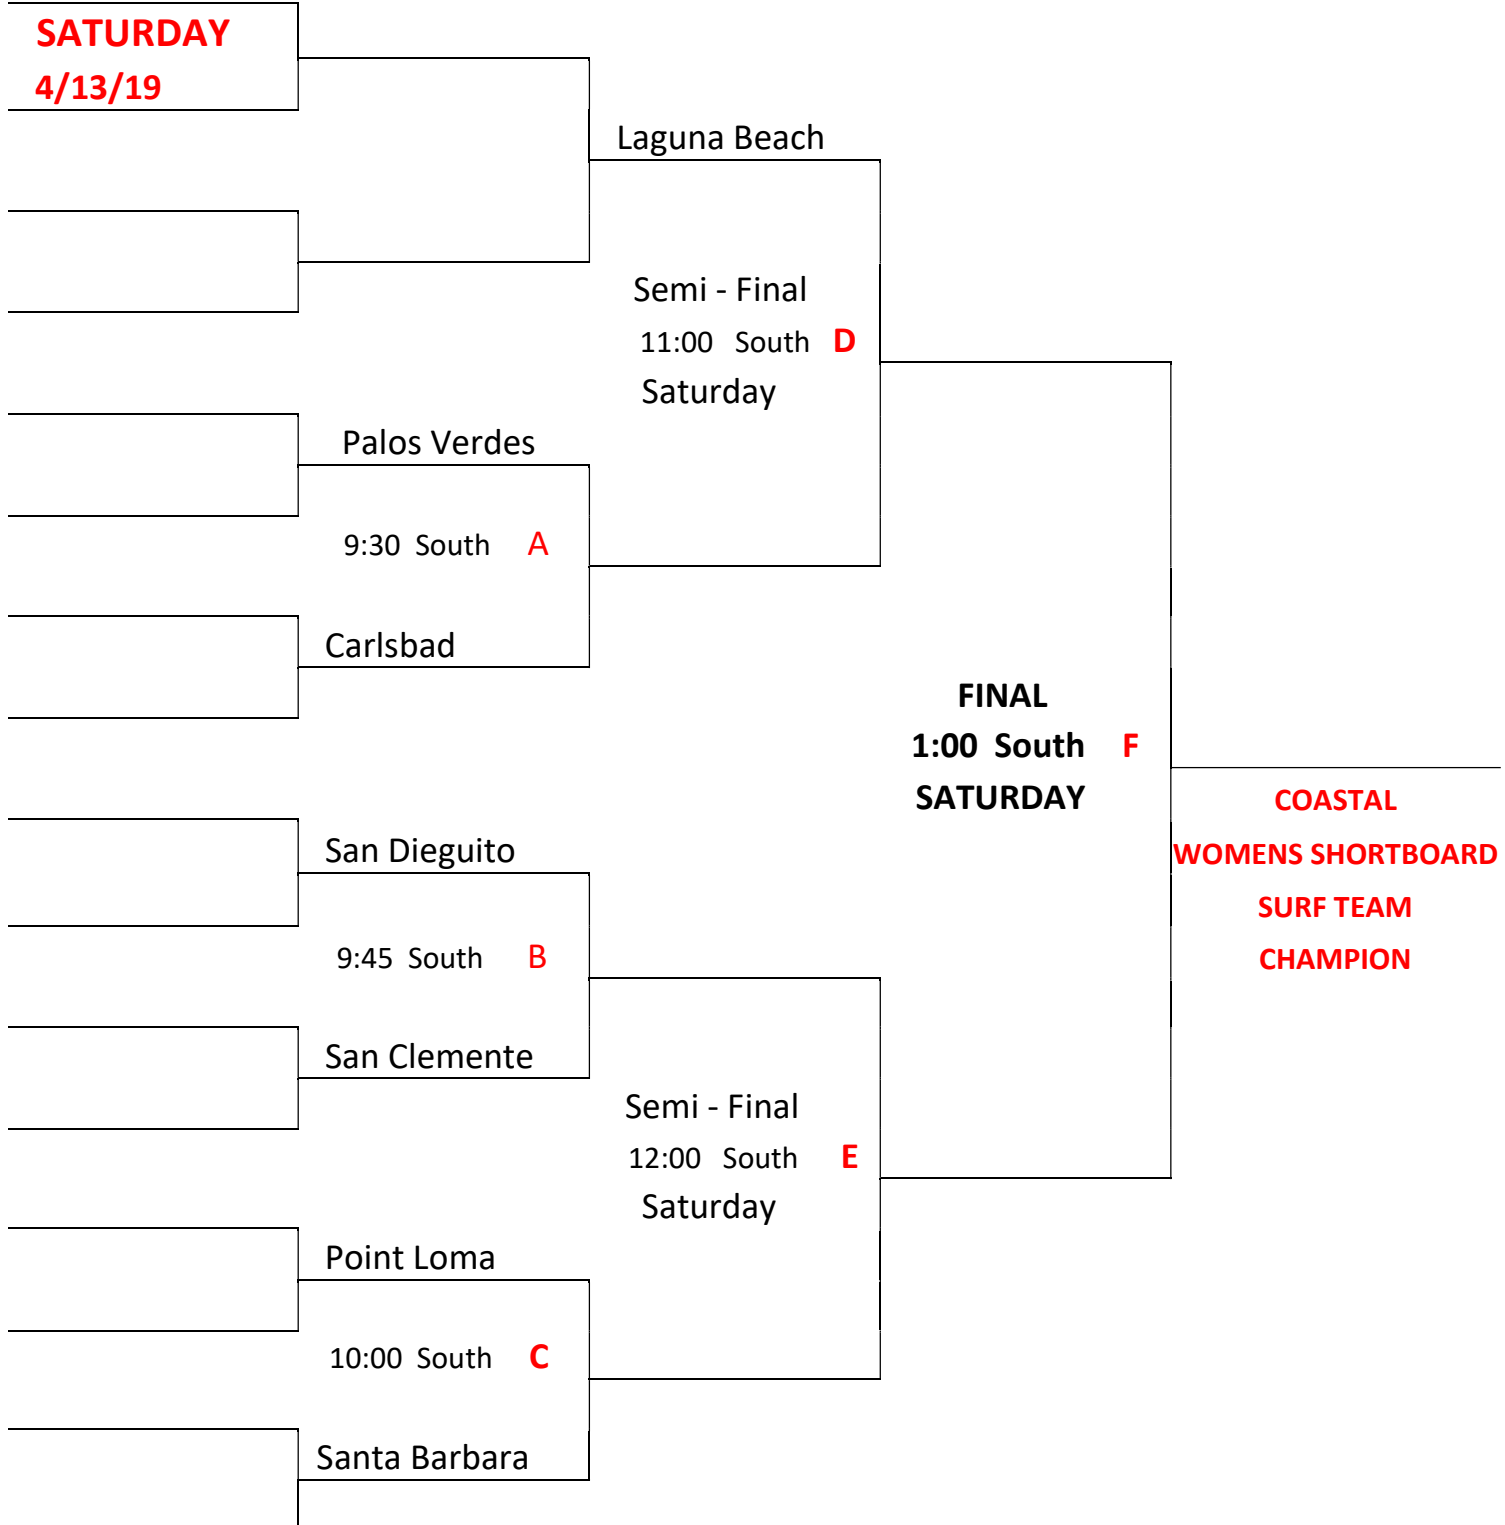 SATURDAY
4/13/19
Laguna Beach
Semi - Final
11:00 South D
Saturday
Palos Verdes
9:30 South A
Carlsbad
FINAL
1:00 South F
SATURDAY
COASTAL
WOMENS SHORTBOARD
SURF TEAM
CHAMPION
San Dieguito
9:45 South B
San Clemente
Semi - Final
12:00 South E
Saturday
Point Loma
10:00 South C
Santa Barbara